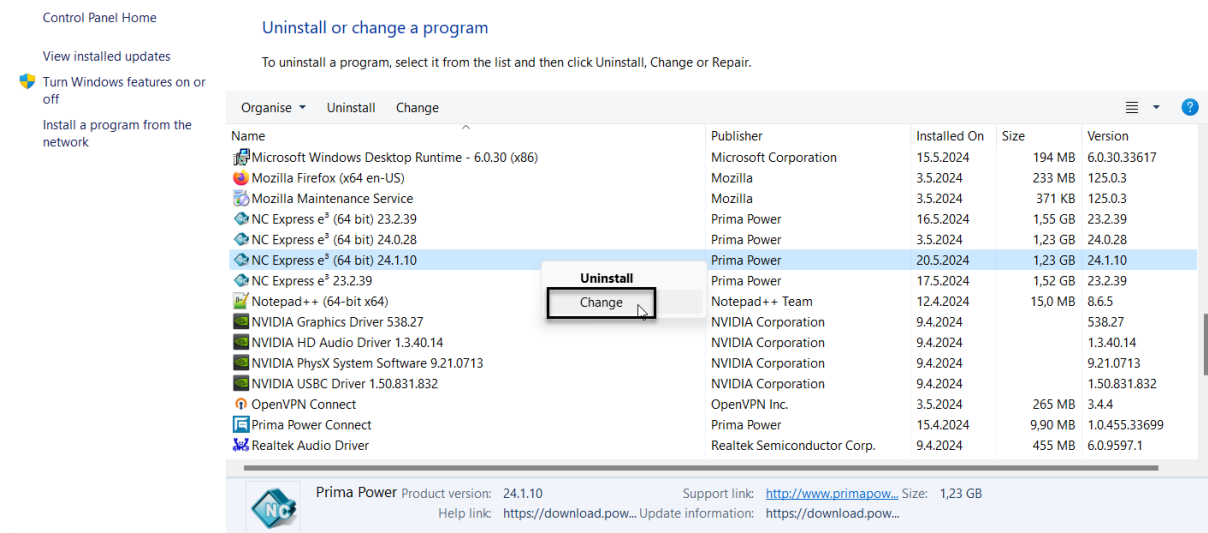 Control Panel Home
View installed updates
Turn Windows features on or
off
Install a program from the
network
Uninstall or change a program
To uninstall a program, select it from the list and then click Uninstall, Change or Repair.
Organise Uninstall Change ?
Name Publisher Installed On Size Version
Microsoft Windows Desktop Runtime - 6.0.30 (x86) Microsoft Corporation 15.5.2024 194 MB 6.0.30.33617
Mozilla Firefox (x64 en-US) Mozilla 3.5.2024 233 MB 125.0.3
Mozilla Maintenance Service Mozilla 3.5.2024 371 KB 125.0.3
NC Express e³ (64 bit) 23.2.39 Prima Power 16.5.2024 1,55 GB 23.2.39
NC Express e³ (64 bit) 24.0.28 Prima Power 3.5.2024 1,23 GB 24.0.28
NC Express e³ (64 bit) 24.1.10 Prima Power 20.5.2024 1,23 GB 24.1.10
NC Express e³ 23.2.39 Prima Power 17.5.2024 1,52 GB 23.2.39
Notepad++ (64-bit x64) Notepad++ Team 12.4.2024 15,0 MB 8.6.5
NVIDIA Graphics Driver 538.27 NVIDIA Corporation 9.4.2024 538.27
NVIDIA HD Audio Driver 1.3.40.14 NVIDIA Corporation 9.4.2024 1.3.40.14
NVIDIA PhysX System Software 9.21.0713 NVIDIA Corporation 9.4.2024 9.21.0713
NVIDIA USBC Driver 1.50.831.832 NVIDIA Corporation 9.4.2024 1.50.831.832
OpenVPN Connect OpenVPN Inc. 3.5.2024 265 MB 3.4.4
Prima Power Connect Prima Power 15.4.2024 9,90 MB 1.0.455.33699
Realtek Audio Driver Realtek Semiconductor Corp. 9.4.2024 455 MB 6.0.9597.1
Uninstall
Change
NC
Prima Power Product version: 24.1.10 Support link: http://www.primapow... Size: 1,23 GB
Help link: https://download.pow... Update information: https://download.pow...